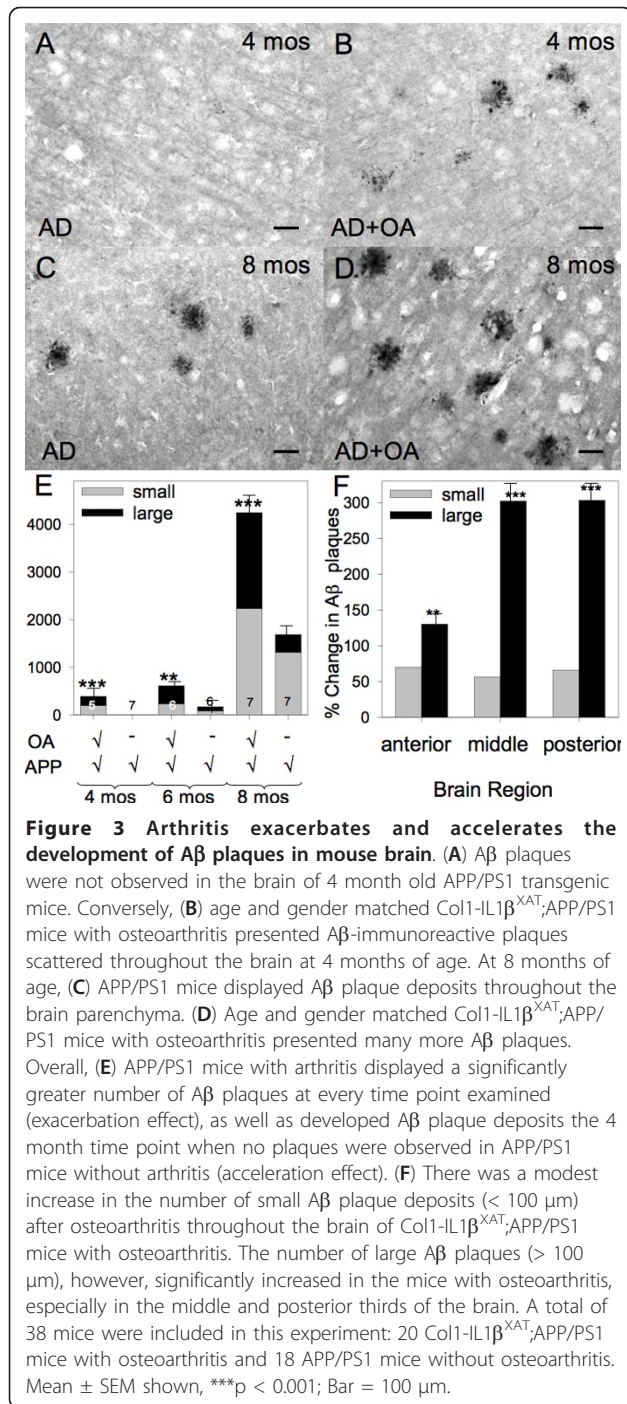 A 4 mos
AD
B 4 mos
AD+OA
C 8 mos
AD
D 8 mos
AD+OA
E
small
large
4000
3000
2000
1000
0
***
**
***
5 7 6 6 7 7
OA √ - √ - √ -
APP √ √ √ √ √ √
4 mos 6 mos 8 mos
F
small
large
% Change in Aβ plaques
300
250
200
150
100
50
0
**
***
***
anterior middle posterior
Brain Region
Figure 3 Arthritis exacerbates and accelerates the
development of Aβ plaques in mouse brain. (A) Aβ plaques
were not observed in the brain of 4 month old APP/PS1 transgenic
mice. Conversely, (B) age and gender matched Col1-IL1β^XAT;APP/PS1
mice with osteoarthritis presented Aβ-immunoreactive plaques
scattered throughout the brain at 4 months of age. At 8 months of
age, (C) APP/PS1 mice displayed Aβ plaque deposits throughout the
brain parenchyma. (D) Age and gender matched Col1-IL1β^XAT;APP/
PS1 mice with osteoarthritis presented many more Aβ plaques.
Overall, (E) APP/PS1 mice with arthritis displayed a significantly
greater number of Aβ plaques at every time point examined
(exacerbation effect), as well as developed Aβ plaque deposits the 4
month time point when no plaques were observed in APP/PS1
mice without arthritis (acceleration effect). (F) There was a modest
increase in the number of small Aβ plaque deposits (< 100 μm)
after osteoarthritis throughout the brain of Col1-IL1β^XAT;APP/PS1
mice with osteoarthritis. The number of large Aβ plaques (> 100
μm), however, significantly increased in the mice with osteoarthritis,
especially in the middle and posterior thirds of the brain. A total of
38 mice were included in this experiment: 20 Col1-IL1β^XAT;APP/PS1
mice with osteoarthritis and 18 APP/PS1 mice without osteoarthritis.
Mean ± SEM shown, ***p < 0.001; Bar = 100 μm.